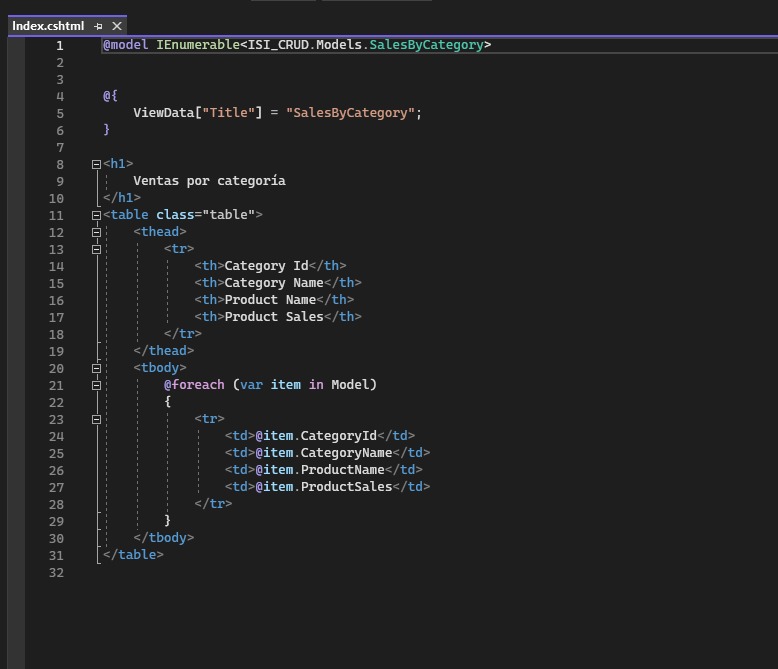 Index.cshtml
1 @model IEnumerable<ISI_CRUD.Models.SalesByCategory>
2
3
4 @{
5     ViewData["Title"] = "SalesByCategory";
6 }
7
8 <h1>
9     Ventas por categoría
10 </h1>
11 <table class="table">
12     <thead>
13         <tr>
14             <th>Category Id</th>
15             <th>Category Name</th>
16             <th>Product Name</th>
17             <th>Product Sales</th>
18         </tr>
19     </thead>
20     <tbody>
21         @foreach (var item in Model)
22         {
23             <tr>
24                 <td>@item.CategoryId</td>
25                 <td>@item.CategoryName</td>
26                 <td>@item.ProductName</td>
27                 <td>@item.ProductSales</td>
28             </tr>
29         }
30     </tbody>
31 </table>
32